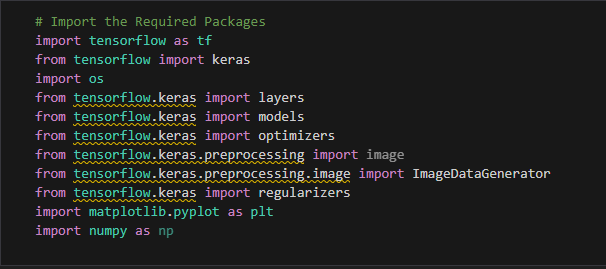 # Import the Required Packages
import tensorflow as tf
from tensorflow import keras
import os
from tensorflow.keras import layers
from tensorflow.keras import models
from tensorflow.keras import optimizers
from tensorflow.keras.preprocessing import image
from tensorflow.keras.preprocessing.image import ImageDataGenerator
from tensorflow.keras import regularizers
import matplotlib.pyplot as plt
import numpy as np